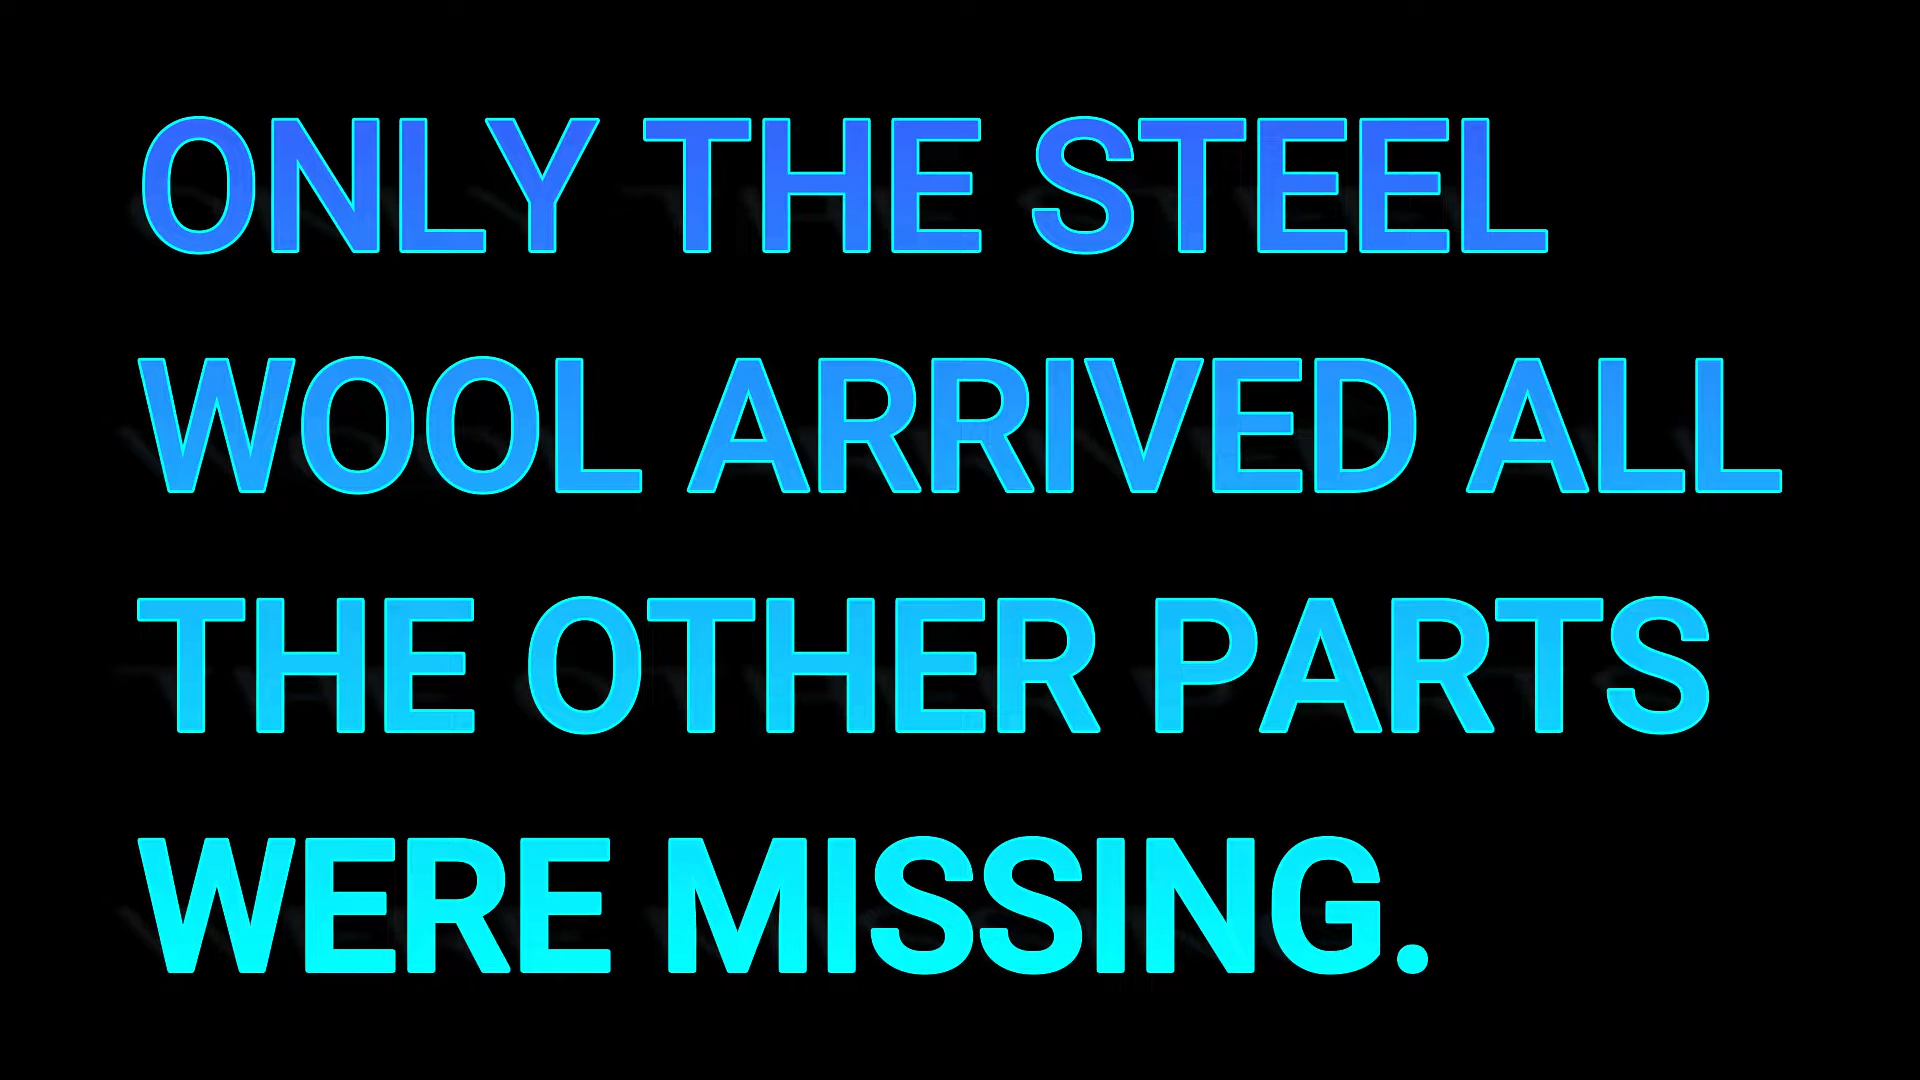 ONLY THE STEEL
WOOL ARRIVED ALL
THE OTHER PARTS
WERE MISSING.